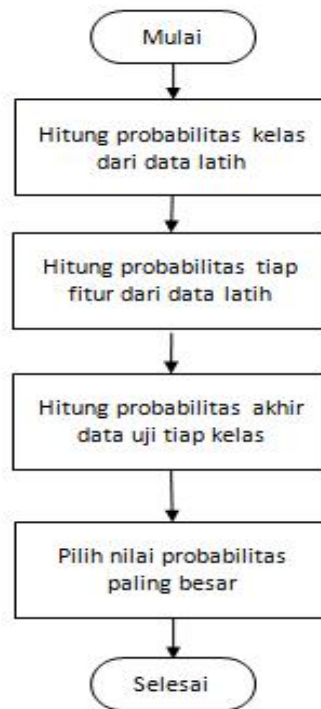 Mulai
Hitung probabilitas kelas
dari data latih
Hitung probabilitas tiap
fitur dari data latih
Hitung probabilitas akhir
data uji tiap kelas
Pilih nilai probabilitas
paling besar
Selesai